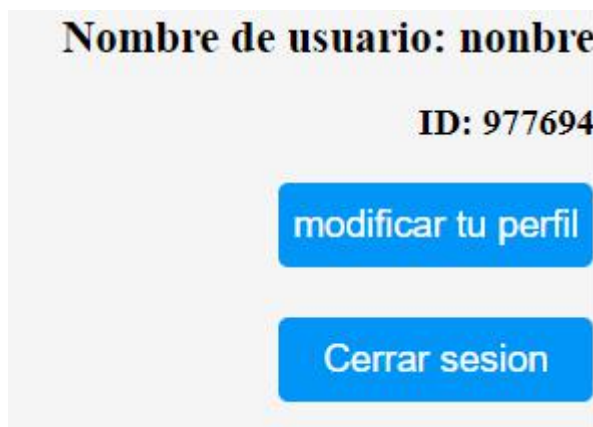 Nombre de usuario: nonbre
ID: 977694
modificar tu perfil
Cerrar sesion